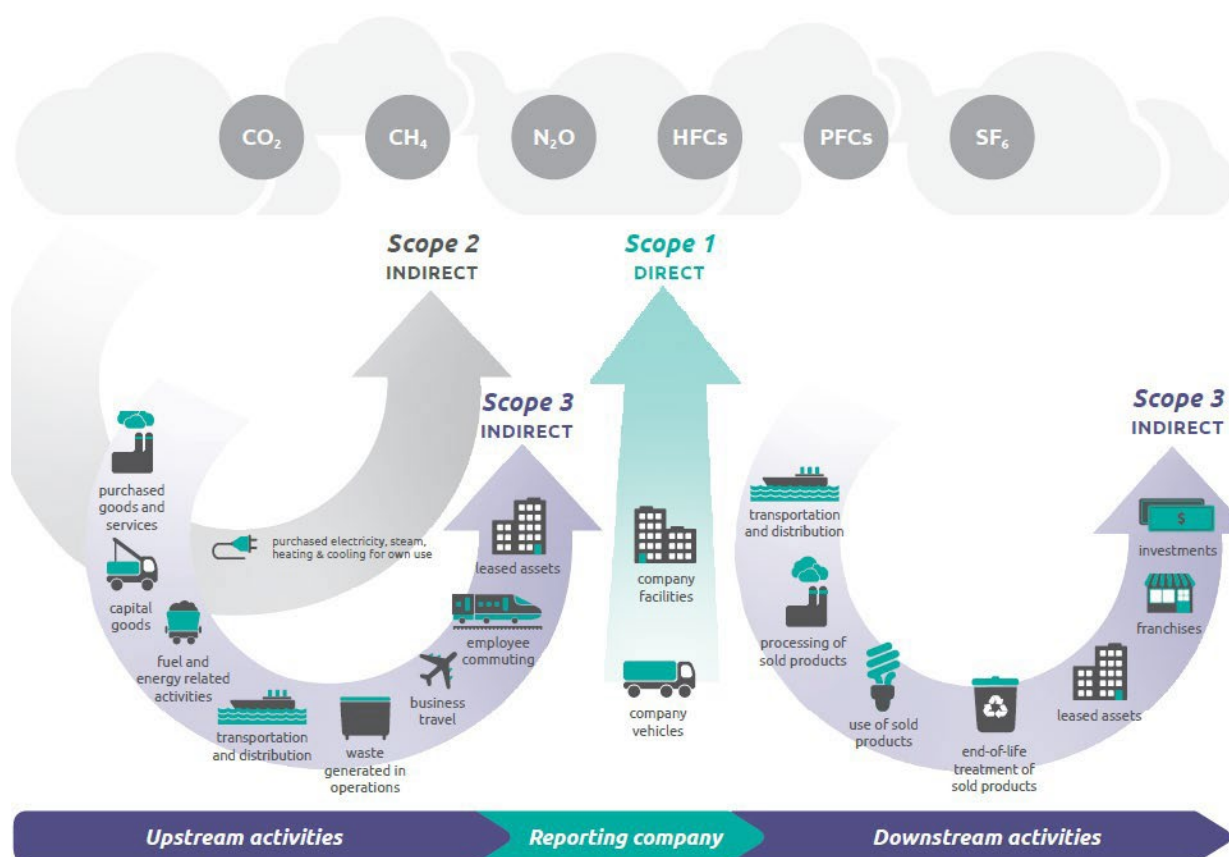 CO₂
CH₄
N₂O
HFCs
PFCs
SF₆
Scope 2
INDIRECT
Scope 1
DIRECT
Scope 3
INDIRECT
Scope 3
INDIRECT
purchased
goods and
services
capital
goods
fuel and
energy related
activities
transportation
and distribution
waste
generated in
operations
business
travel
employee
commuting
leased assets
purchased electricity, steam,
heating & cooling for own use
company
facilities
company
vehicles
transportation
and distribution
processing of
sold products
use of sold
products
end-of-life
treatment of
sold products
leased assets
franchises
$
investments
Upstream activities
Reporting company
Downstream activities